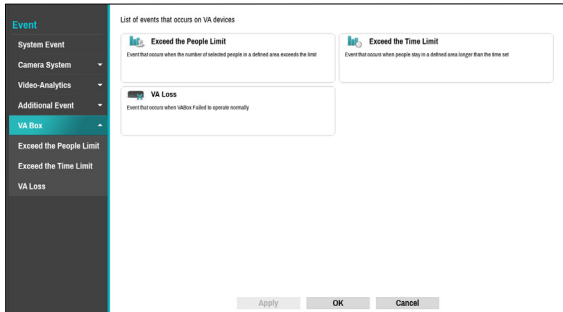 Event
System Event
Camera System
Video-Analytics
Additional Event
VA Box
Exceed the People Limit
Exceed the Time Limit
VA Loss
List of events that occurs on VA devices
Exceed the People Limit
Event that occurs when the number of selected people in a defined area exceeds the limit
Exceed the Time Limit
Event that occurs when people stay in a defined area longer than the time set
VA Loss
Event that occurs when VABox Failed to operate normally
Apply OK Cancel